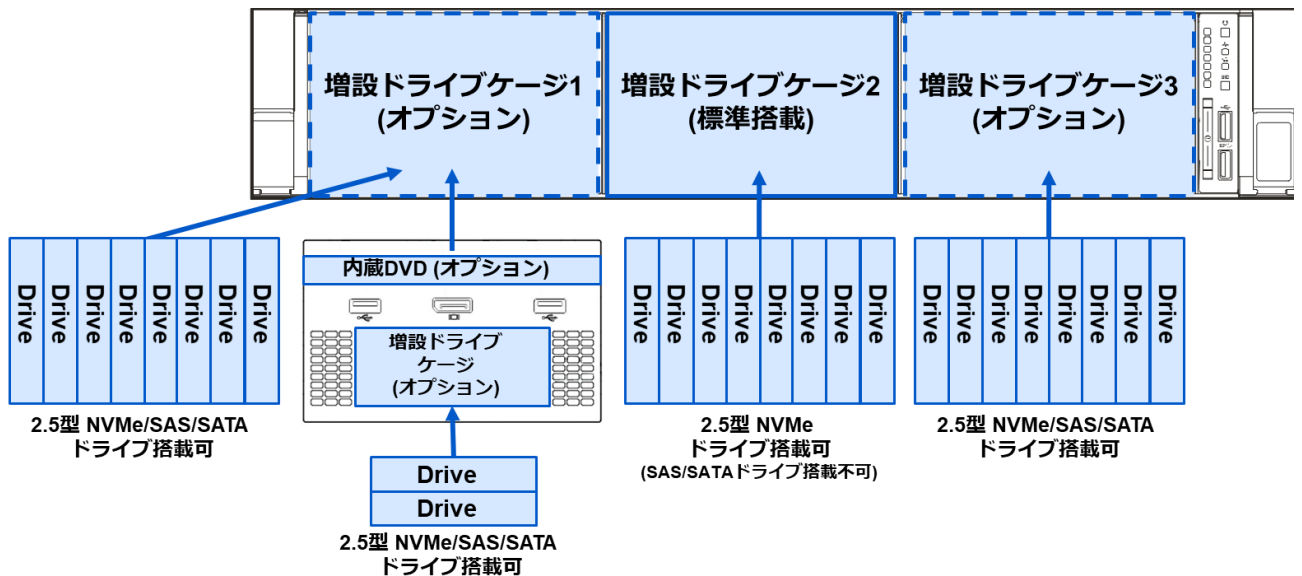 増設ドライブケージ1
(オプション)
増設ドライブケージ2
(標準搭載)
増設ドライブケージ3
(オプション)
Drive
Drive
Drive
Drive
Drive
Drive
Drive
Drive
2.5型 NVMe/SAS/SATA
ドライブ搭載可
内蔵DVD (オプション)
増設ドライブ
ケージ
(オプション)
Drive
Drive
2.5型 NVMe/SAS/SATA
ドライブ搭載可
Drive
Drive
Drive
Drive
Drive
Drive
Drive
Drive
2.5型 NVMe
ドライブ搭載可
(SAS/SATAドライブ搭載不可)
Drive
Drive
Drive
Drive
Drive
Drive
Drive
Drive
2.5型 NVMe/SAS/SATA
ドライブ搭載可